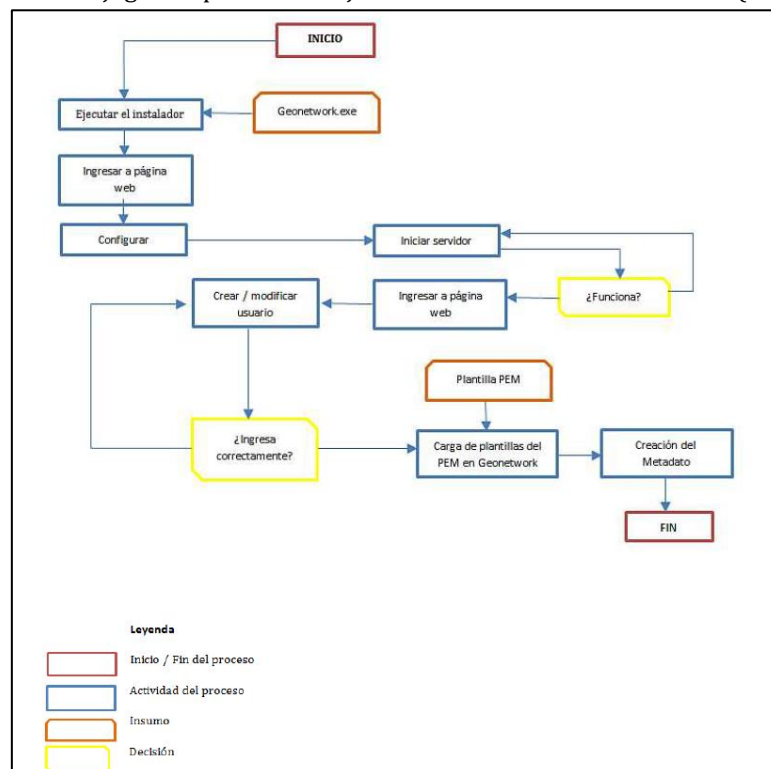 INICIO
Ejecutar el instalador
Geonetwork.exe
Ingresar a página
web
Configurar
Iniciar servidor
¿Funciona?
Ingresar a página
web
Crear / modificar
usuario
Plantilla PEM
¿Ingresa
correctamente?
Carga de plantillas del
PEM en Geonetwork
Creación del
Metadato
FIN
Leyenda
Inicio / Fin del proceso
Actividad del proceso
Insumo
Decisión